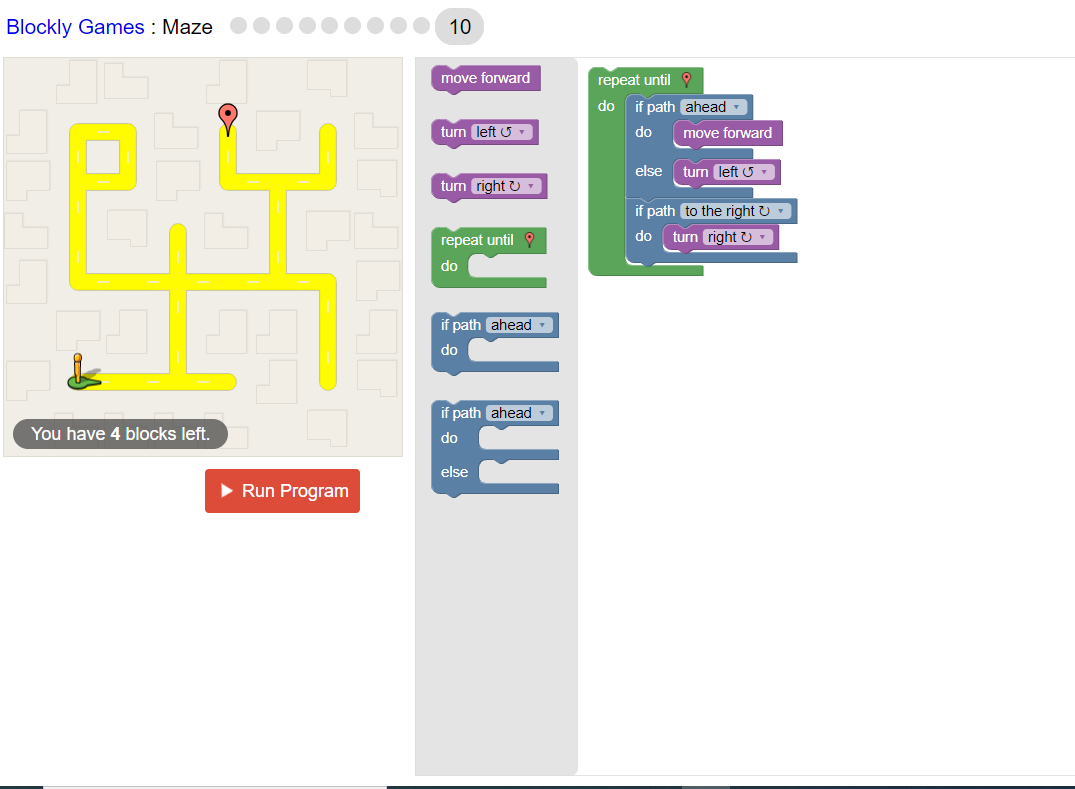 Blockly Games : Maze 10
You have 4 blocks left.
Run Program
move forward
turn left ↺ ▾
turn right ↻ ▾
repeat until
do
if path ahead ▾
do
if path ahead ▾
do
else
repeat until
do if path ahead ▾
do move forward
else turn left ↺ ▾
if path to the right ↻ ▾
do turn right ↻ ▾